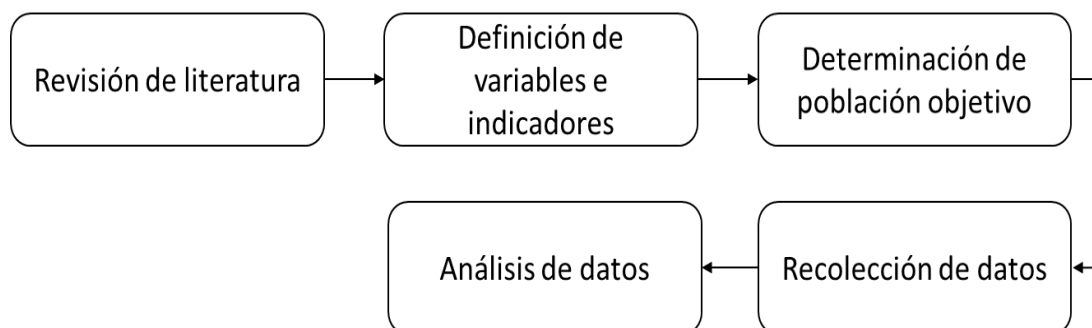 Revisión de literatura
Definición de
variables e
indicadores
Determinación de
población objetivo
Recolección de datos
Análisis de datos